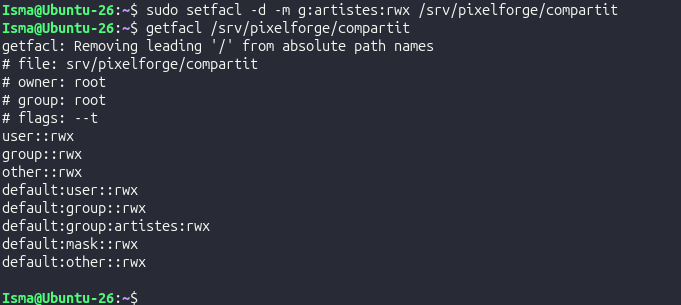 Isma@Ubuntu-26:~$ sudo setfacl -d -m g:artistes:rwx /srv/pixelforge/compartit
Isma@Ubuntu-26:~$ getfacl /srv/pixelforge/compartit
getfacl: Removing leading '/' from absolute path names
# file: srv/pixelforge/compartit
# owner: root
# group: root
# flags: --t
user::rwx
group::rwx
other::rwx
default:user::rwx
default:group::rwx
default:group:artistes:rwx
default:mask::rwx
default:other::rwx
Isma@Ubuntu-26:~$